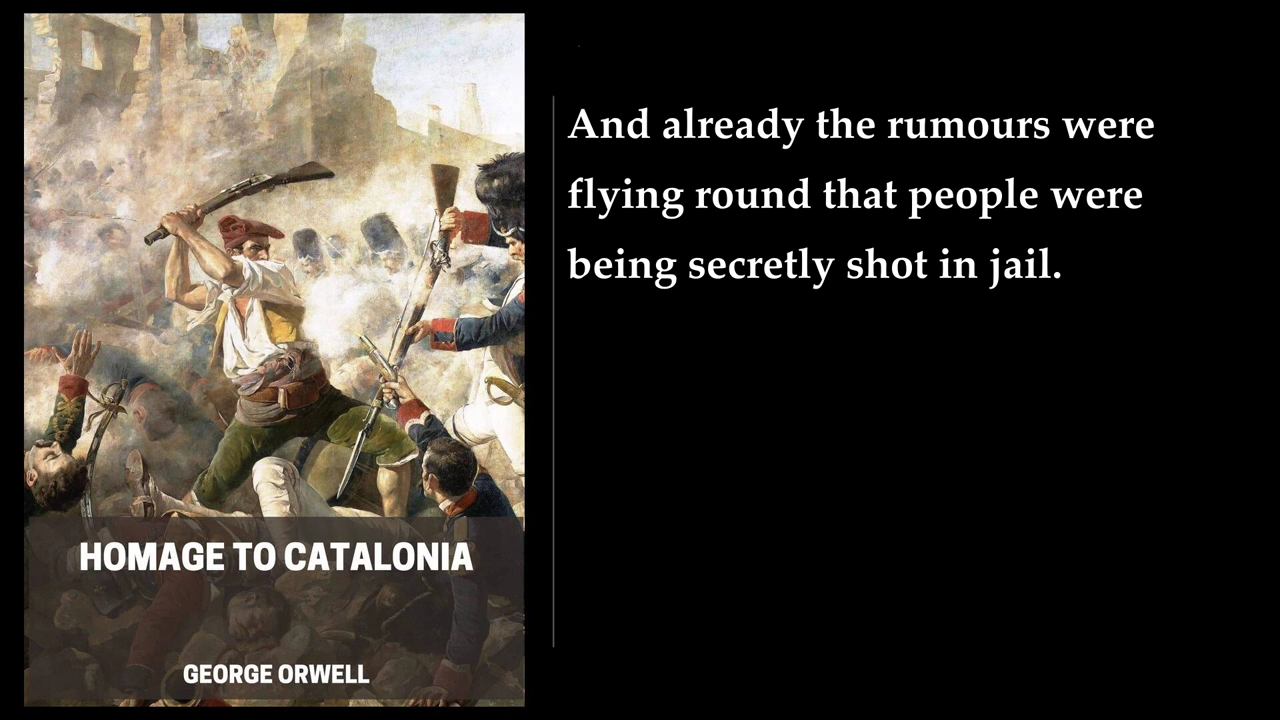 HOMAGE TO CATALONIA
GEORGE ORWELL
And already the rumours were
flying round that people were
being secretly shot in jail.